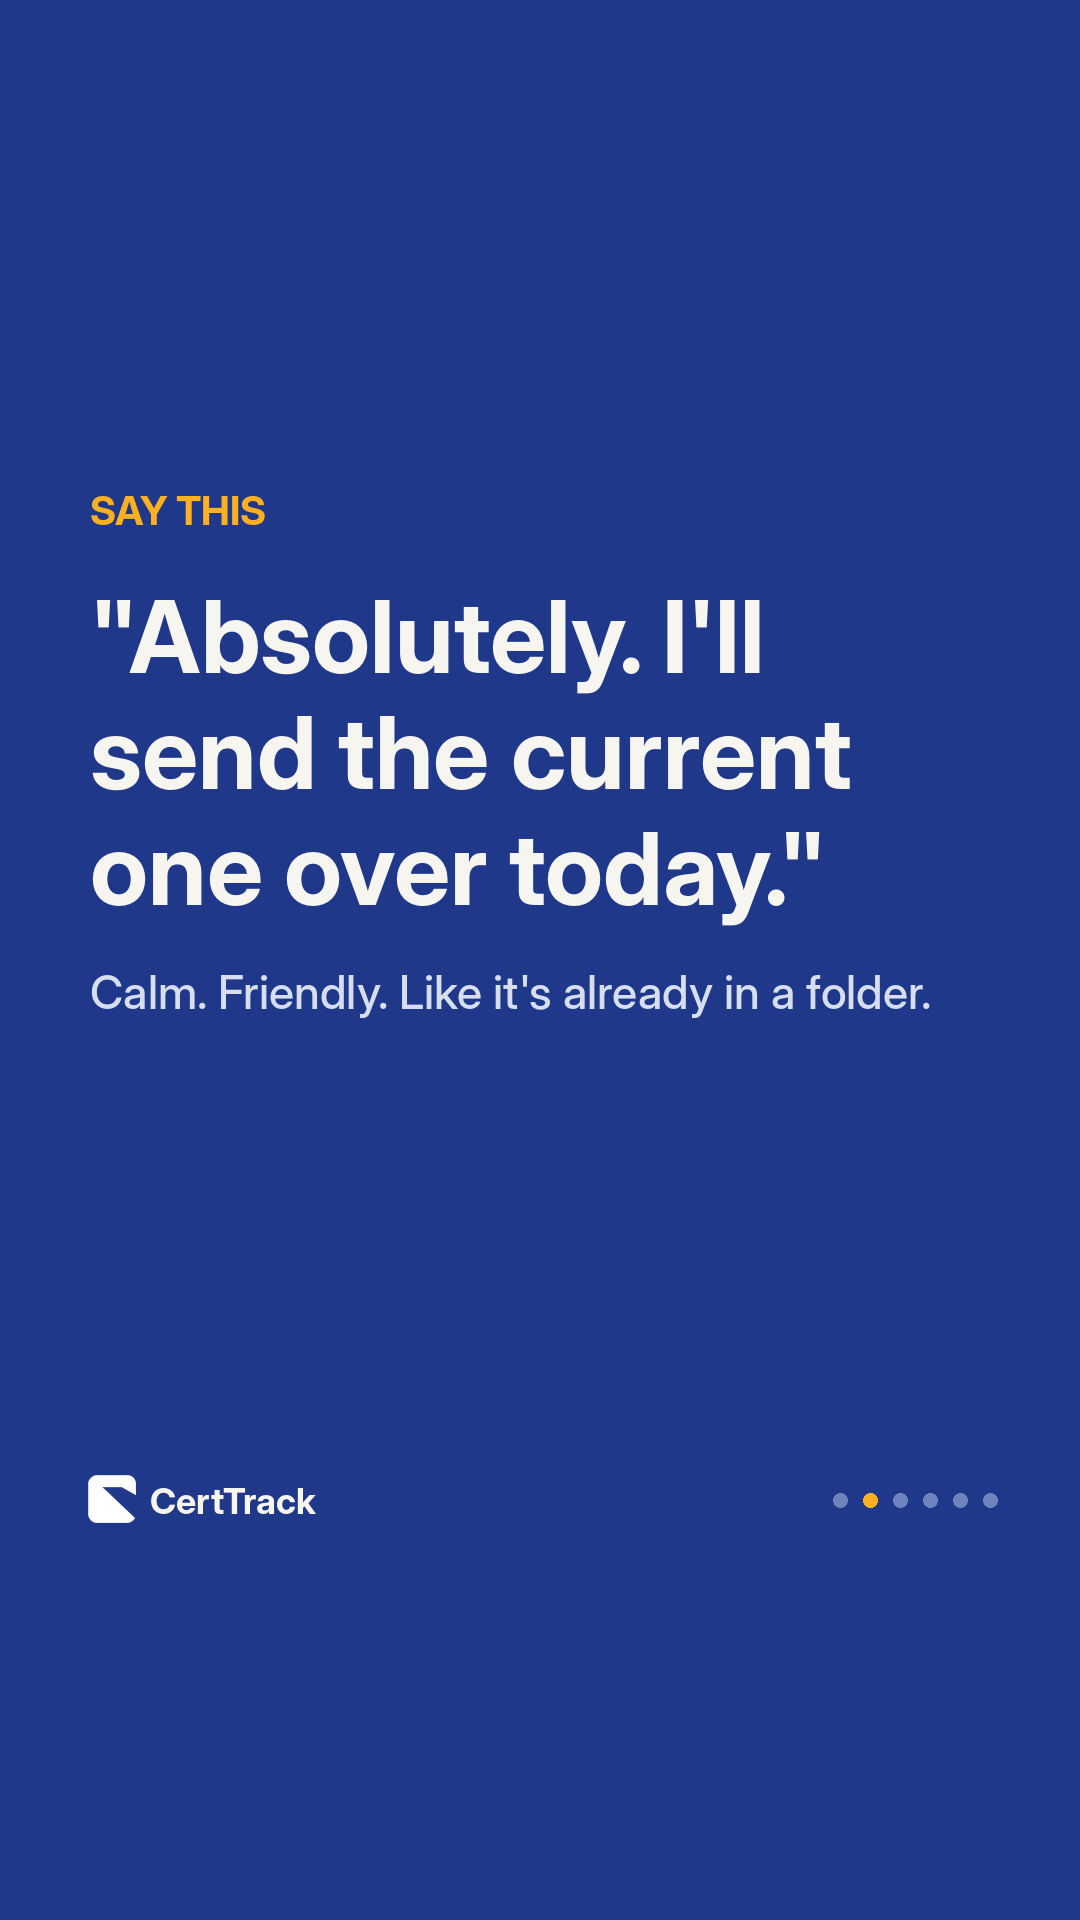 SAY THIS
"Absolutely. I'll
send the current
one over today."
Calm. Friendly. Like it's already in a folder.
CertTrack